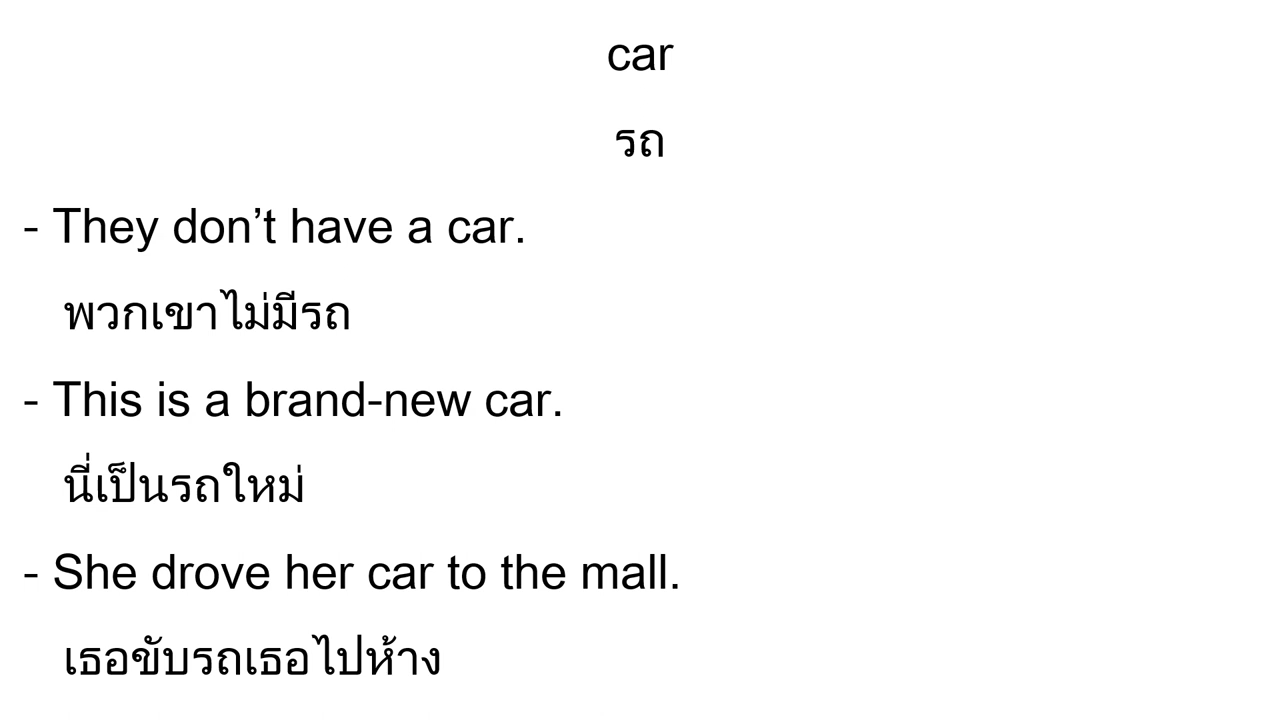 car
รถ
- They don’t have a car.
พวกเขาไม่มีรถ
- This is a brand-new car.
นี่เป็นรถใหม่
- She drove her car to the mall.
เธอขับรถเธอไปห้าง